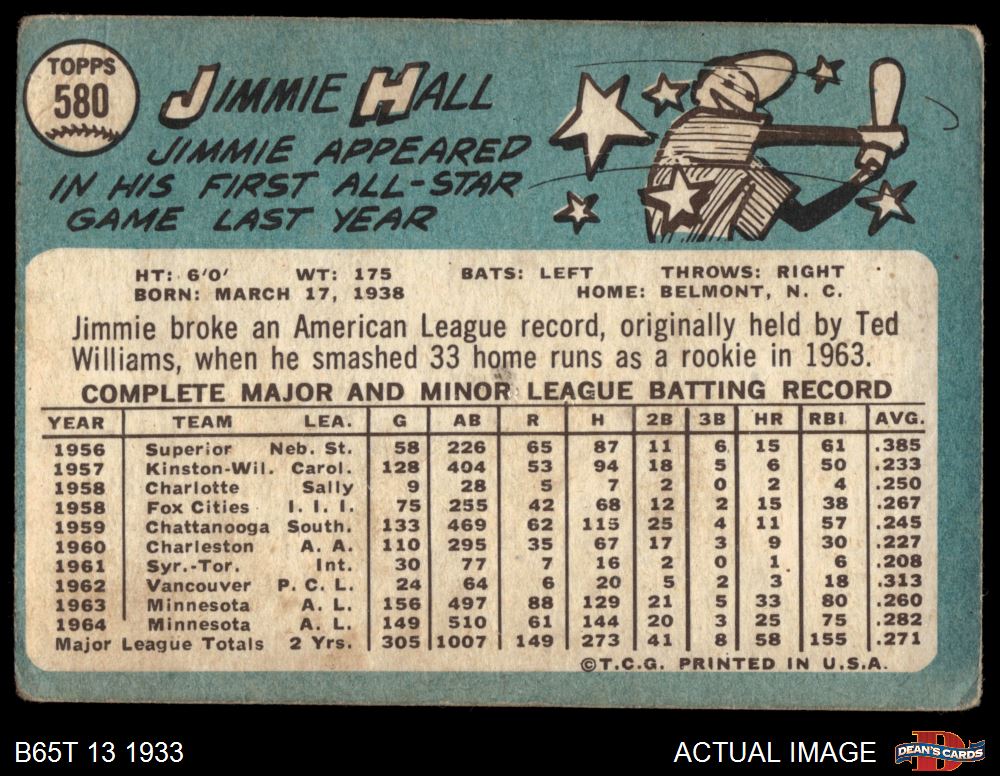 TOPPS
580
JIMMIE HALL
JIMMIE APPEARED
IN HIS FIRST ALL-STAR
GAME LAST YEAR
HT: 6'0' WT: 175 BATS: LEFT THROWS: RIGHT
BORN: MARCH 17, 1938 HOME: BELMONT, N. C.
Jimmie broke an American League record, originally held by Ted
Williams, when he smashed 33 home runs as a rookie in 1963.
COMPLETE MAJOR AND MINOR LEAGUE BATTING RECORD
YEAR TEAM LEA. G AB R H 2B 3B HR RBI AVG.
1956 Superior Neb. St. 58 226 65 87 11 6 15 61 .385
1957 Kinston-Wil. Carol. 128 404 53 94 18 5 6 50 .233
1958 Charlotte Sally 9 28 5 7 2 0 2 4 .250
1958 Fox Cities I. I. I. 75 255 42 68 12 2 15 38 .267
1959 Chattanooga South. 133 469 62 115 25 4 11 57 .245
1960 Charleston A. A. 110 295 35 67 17 3 9 30 .227
1961 Syr.-Tor. Int. 30 77 7 16 2 0 1 6 .208
1962 Vancouver P. C. L. 24 64 6 20 5 2 3 18 .313
1963 Minnesota A. L. 156 497 88 129 21 5 33 80 .260
1964 Minnesota A. L. 149 510 61 144 20 3 25 75 .282
Major League Totals 2 Yrs. 305 1007 149 273 41 8 58 155 .271
©T.C.G. PRINTED IN U.S.A.
B65T 13 1933 ACTUAL IMAGE DEAN'S CARDS